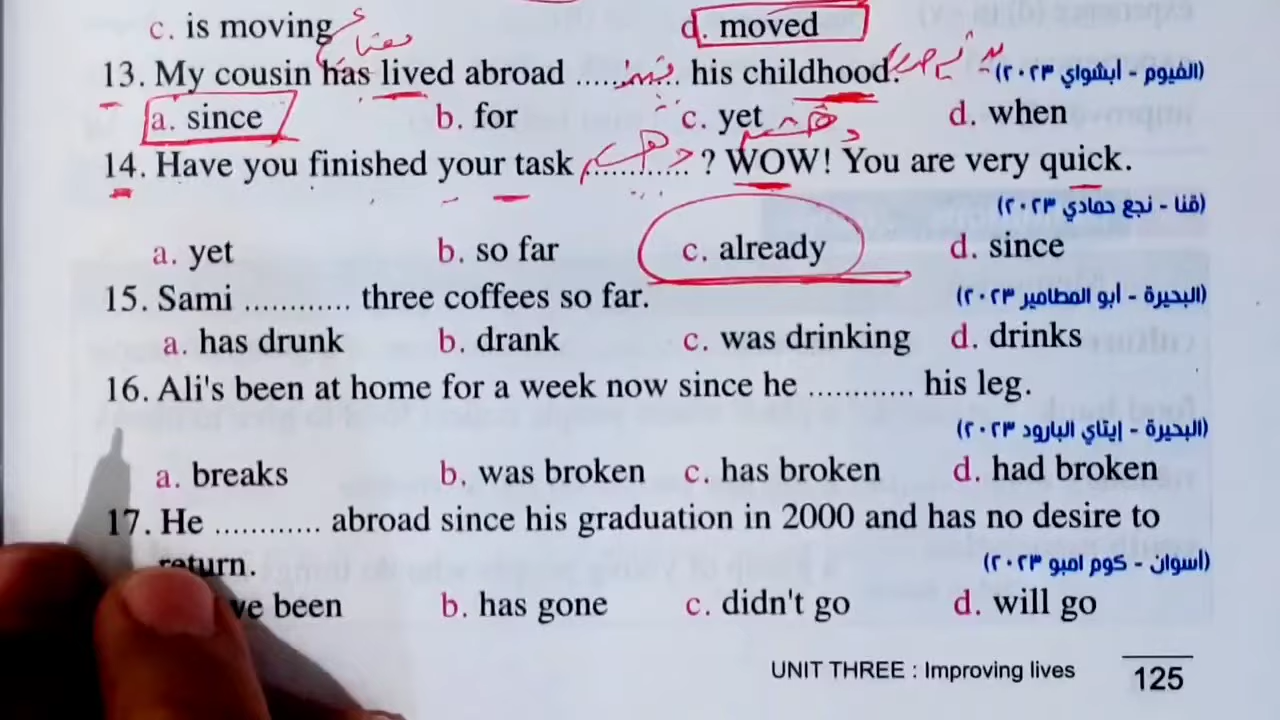 c. is moving d. moved
13. My cousin has lived abroad .................. his childhood. (الفيوم - ابشواي ٢٠٢٣)
a. since b. for c. yet d. when
14. Have you finished your task ............ ? WOW! You are very quick.
(قنا - نجع حمادي ٢٠٢٣)
a. yet b. so far c. already d. since
15. Sami ........... three coffees so far. (البحيرة - أبو المطامير ٢٠٢٣)
a. has drunk b. drank c. was drinking d. drinks
16. Ali's been at home for a week now since he ........... his leg.
(البحيرة - إيتاي البارود ٢٠٢٣)
a. breaks b. was broken c. has broken d. had broken
17. He ............ abroad since his graduation in 2000 and has no desire to
return. (أسوان - كوم امبو ٢٠٢٣)
been b. has gone c. didn't go d. will go
UNIT THREE : Improving lives 125